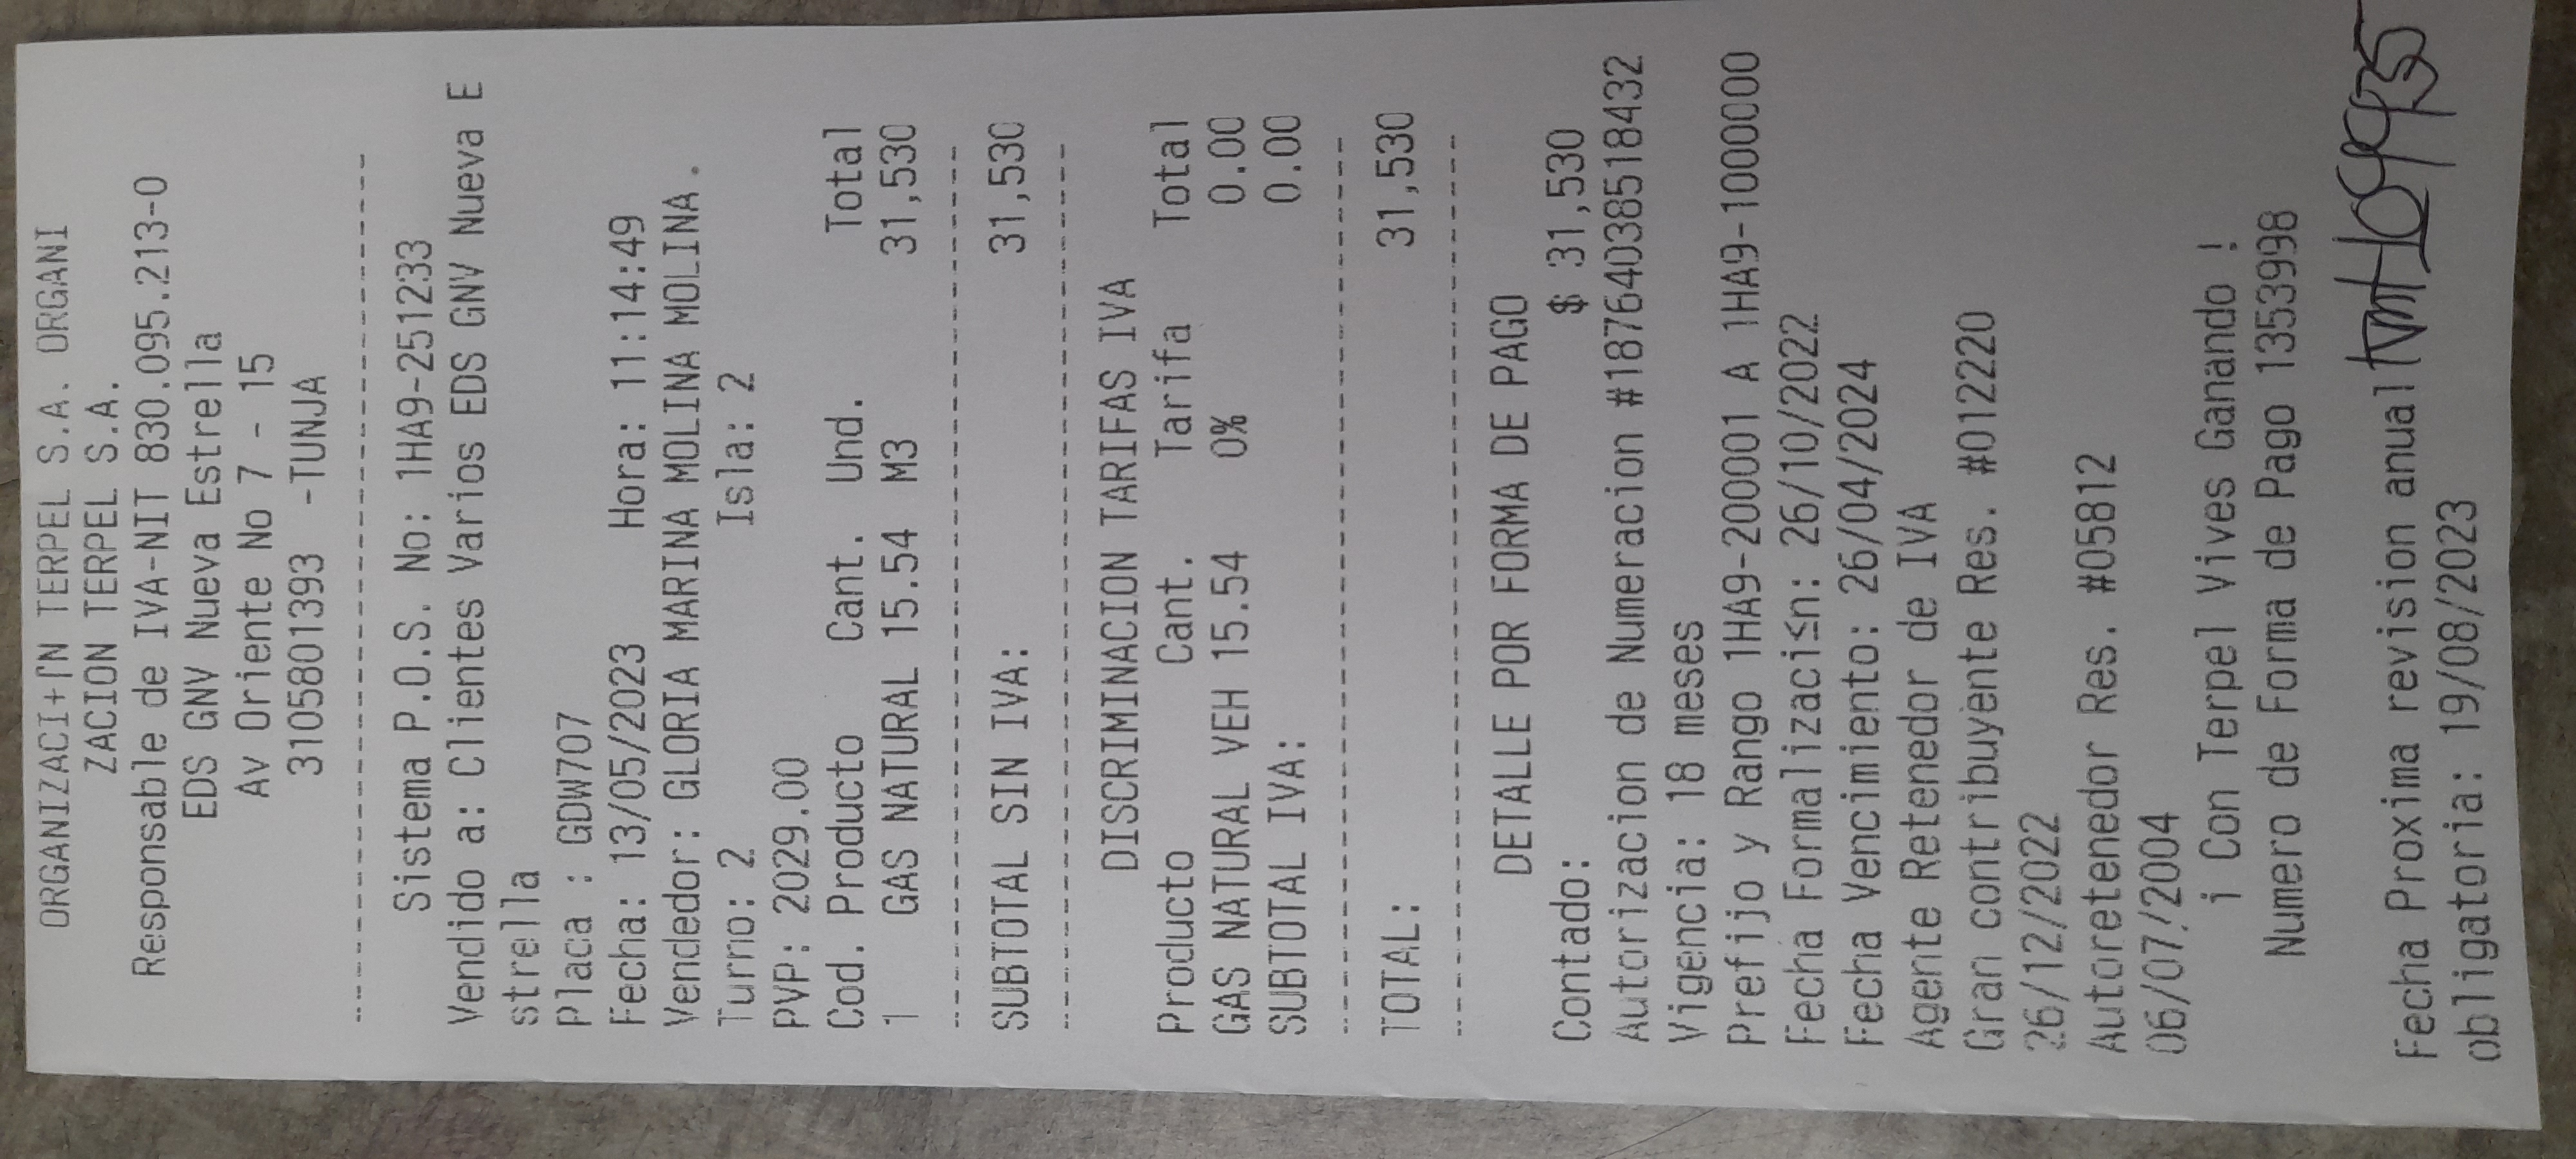 ORGANIZACI+ΓN TERPEL S.A. ORGANI
ZACION TERPEL S.A.
Responsable de IVA-NIT 830.095.213-0
EDS GNV Nueva Estrella
Av Oriente No 7 - 15
3105801393 -TUNJA
--------------------------------
Sistema P.O.S. No: 1HA9-251233
Vendido a: Clientes Varios EDS GNV Nueva E
strella
Placa : GDW707
Fecha: 13/05/2023 Hora: 11:14:49
Vendedor: GLORIA MARINA MOLINA MOLINA.
Turno: 2 Isla: 2
PVP: 2029.00
Cod. Producto Cant. Und. Total
1 GAS NATURAL 15.54 M3 31,530
--------------------------------
SUBTOTAL SIN IVA: 31,530
--------------------------------
DISCRIMINACION TARIFAS IVA
Producto Cant. Tarifa Total
GAS NATURAL VEH 15.54 0% 0.00
SUBTOTAL IVA: 0.00
--------------------------------
TOTAL: 31,530
--------------------------------
DETALLE POR FORMA DE PAGO
Contado: $ 31,530
Autorizacion de Numeracion #18764038518432
Vigencia: 18 meses
Prefijo y Rango 1HA9-200001 A 1HA9-1000000
Fecha Formalizaci≤n: 26/10/2022
Fecha Vencimiento: 26/04/2024
Agente Retenedor de IVA
Gran contribuyente Res. #012220
26/12/2022
Autoretenedor Res. #05812
06/07/2004
¡ Con Terpel Vives Ganando !
Numero de Forma de Pago 1353998
Fecha Proxima revision anual
obligatoria: 19/08/2023